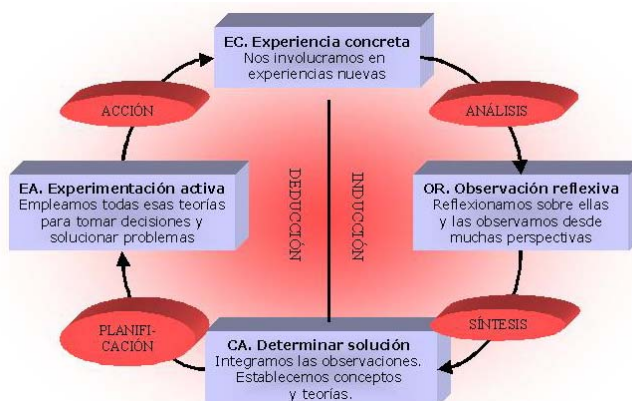 EC. Experiencia concreta
Nos involucramos en
experiencias nuevas
ACCIÓN
ANÁLISIS
EA. Experimentación activa
Empleamos todas esas teorías
para tomar decisiones y
solucionar problemas
DEDUCCIÓN
INDUCCIÓN
OR. Observación reflexiva
Reflexionamos sobre ellas
y las observamos desde
muchas perspectivas
PLANIFI-
CACIÓN
CA. Determinar solución
Integramos las observaciones.
Establecemos conceptos
y teorías.
SÍNTESIS